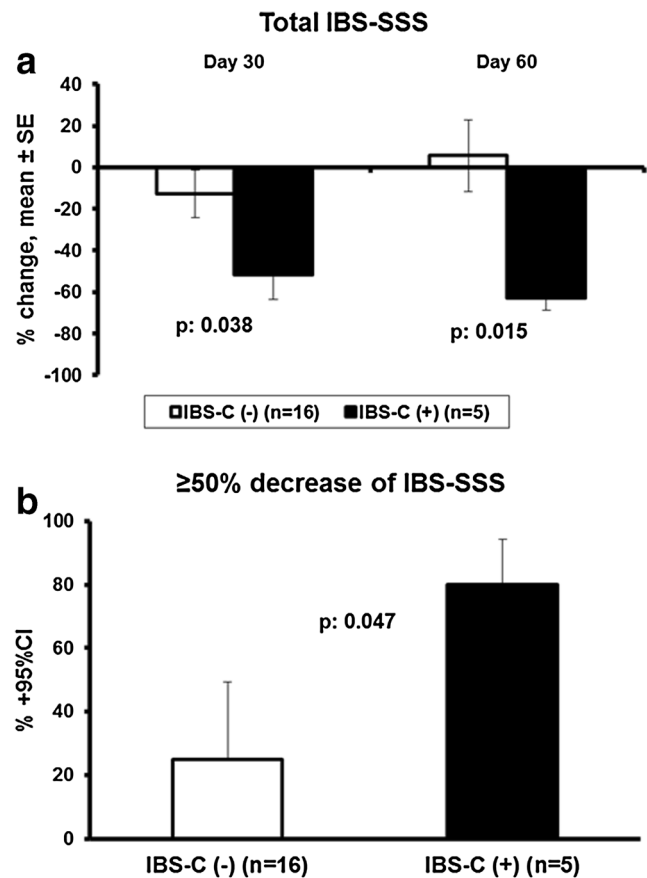 Total IBS-SSS
a
Day 30
Day 60
% change, mean ± SE
40
20
0
-20
-40
-60
-80
-100
p: 0.038
p: 0.015
IBS-C (-) (n=16)
IBS-C (+) (n=5)
b
≥50% decrease of IBS-SSS
% +95%CI
100
80
60
40
20
0
p: 0.047
IBS-C (-) (n=16)
IBS-C (+) (n=5)